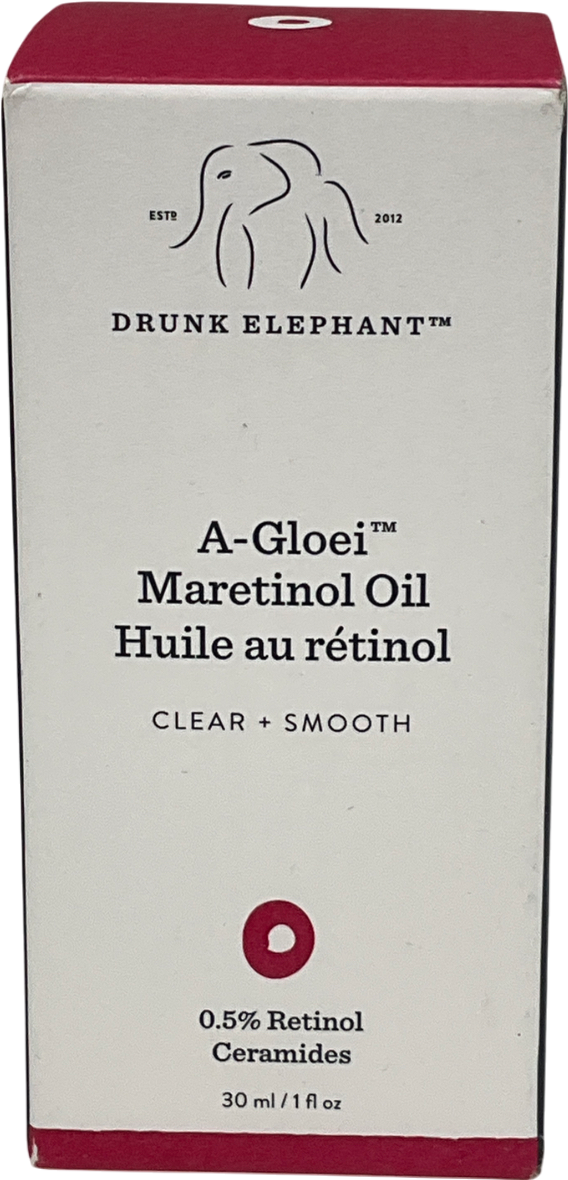 ESTD 2012
DRUNK ELEPHANT™
A-Gloei™
Maretinol Oil
Huile au rétinol
CLEAR + SMOOTH
0.5% Retinol
Ceramides
30 ml / 1 fl oz